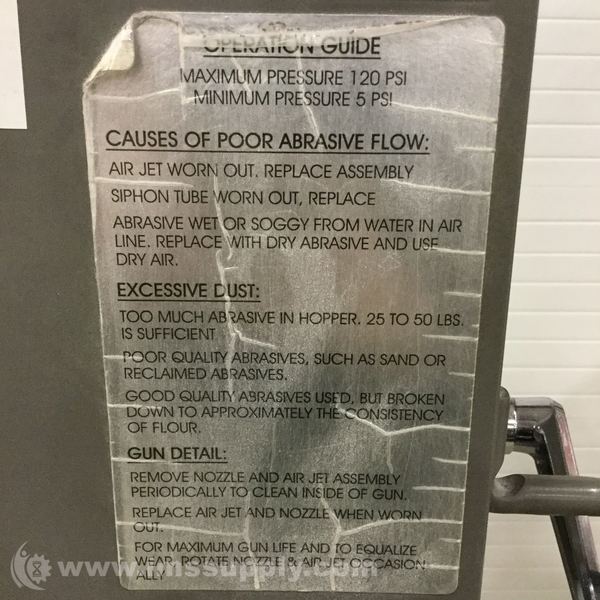 OPERATION GUIDE
MAXIMUM PRESSURE 120 PSI
MINIMUM PRESSURE 5 PSI
CAUSES OF POOR ABRASIVE FLOW:
AIR JET WORN OUT. REPLACE ASSEMBLY
SIPHON TUBE WORN OUT, REPLACE
ABRASIVE WET OR SOGGY FROM WATER IN AIR
LINE. REPLACE WITH DRY ABRASIVE AND USE
DRY AIR.
EXCESSIVE DUST:
TOO MUCH ABRASIVE IN HOPPER. 25 TO 50 LBS.
IS SUFFICIENT
POOR QUALITY ABRASIVES, SUCH AS SAND OR
RECLAIMED ABRASIVES.
GOOD QUALITY ABRASIVES USED, BUT BROKEN
DOWN TO APPROXIMATELY THE CONSISTENCY
OF FLOUR.
GUN DETAIL:
REMOVE NOZZLE AND AIR JET ASSEMBLY
PERIODICALLY TO CLEAN INSIDE OF GUN.
REPLACE AIR JET AND NOZZLE WHEN WORN
OUT.
FOR MAXIMUM GUN LIFE AND TO EQUALIZE
WEAR, ROTATE NOZZLE & AIR JET OCCASION
ALLY
www.mssupply.com